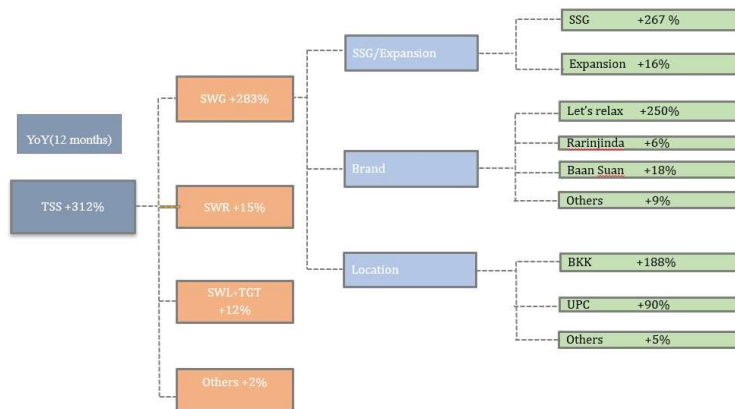 YoY(12 months)
TSS +312%
SWG +283%
SWR +15%
SWL+TGT
+12%
Others +2%
SSG/Expansion
Brand
Location
SSG +267 %
Expansion +16%
Let's relax +250%
Rarinjinda +6%
Baan Suan +18%
Others +9%
BKK +188%
UPC +90%
Others +5%